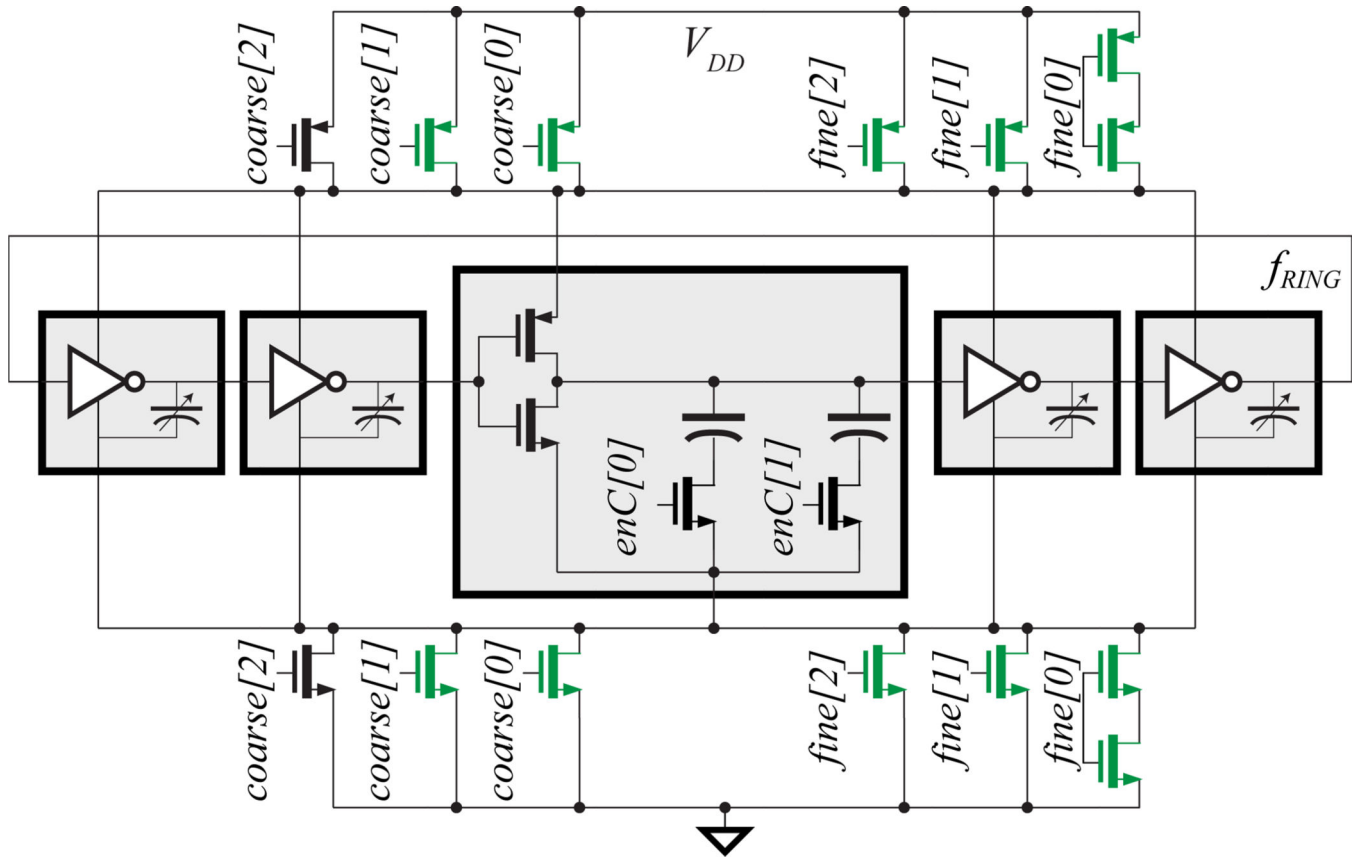 coarse[2]
coarse[1]
coarse[0]
V_DD
fine[2]
fine[1]
fine[0]
f_RING
enC[0]
enC[1]
coarse[2]
coarse[1]
coarse[0]
fine[2]
fine[1]
fine[0]